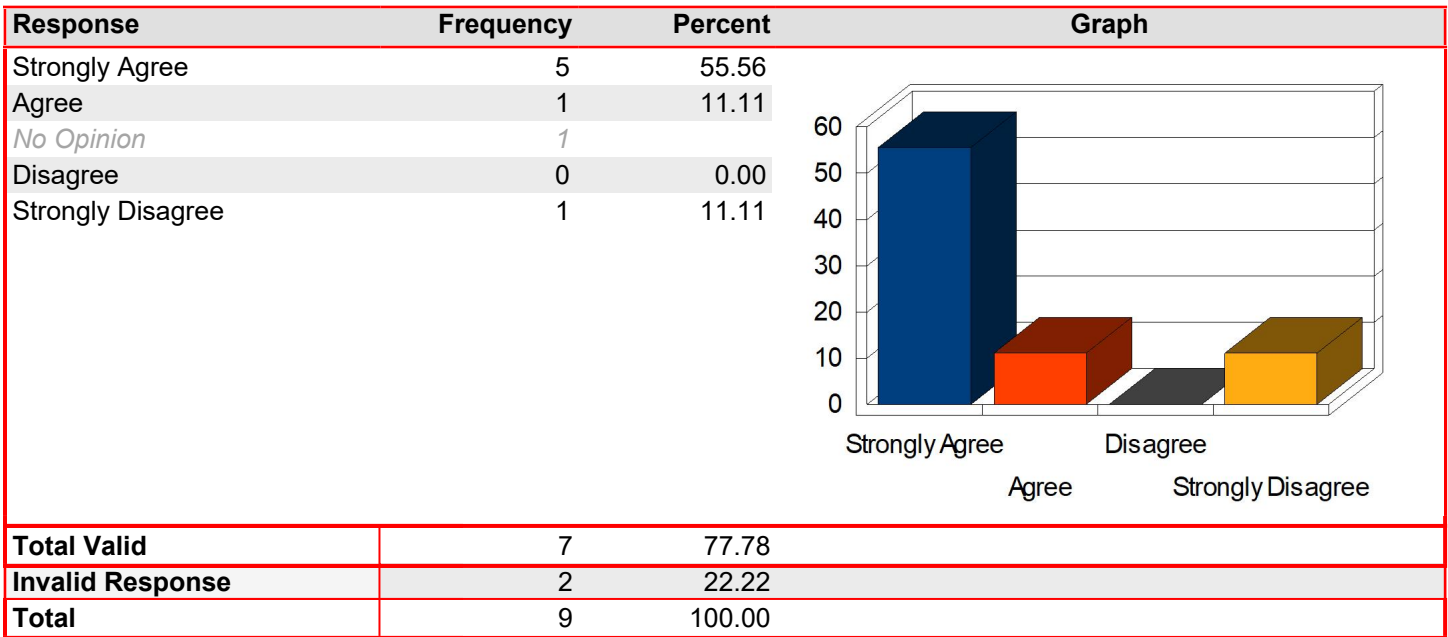 Response Frequency Percent Graph
Strongly Agree 5 55.56
Agree 1 11.11
No Opinion 1
Disagree 0 0.00
Strongly Disagree 1 11.11
60
50
40
30
20
10
0
Strongly Agree Disagree
Agree Strongly Disagree
Total Valid 7 77.78
Invalid Response 2 22.22
Total 9 100.00